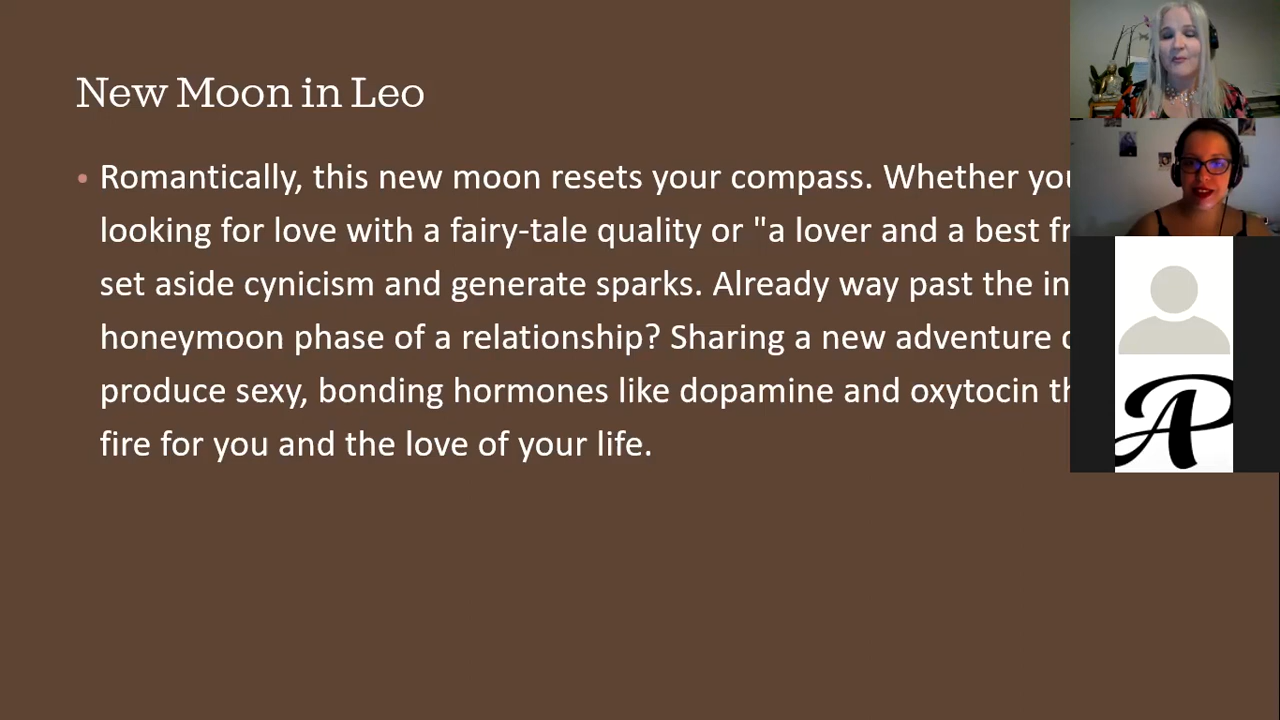 New Moon in Leo
• Romantically, this new moon resets your compass. Whether
looking for love with a fairy-tale quality or "a lover and a best
set aside cynicism and generate sparks. Already way past the
honeymoon phase of a relationship? Sharing a new adventure
produce sexy, bonding hormones like dopamine and oxytocin
fire for you and the love of your life.
AP